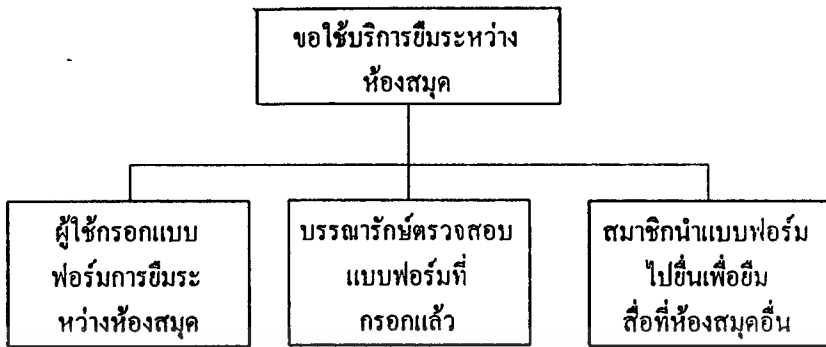 ขอใช้บริการยืมระหว่าง
ห้องสมุด
ผู้ใช้กรอกแบบ
ฟอร์มการยืมระ
หว่างห้องสมุด
บรรณารักษ์ตรวจสอบ
แบบฟอร์มที่
กรอกแล้ว
สมาชิกนำแบบฟอร์ม
ไปยื่นเพื่อยืม
สื่อที่ห้องสมุดอื่น